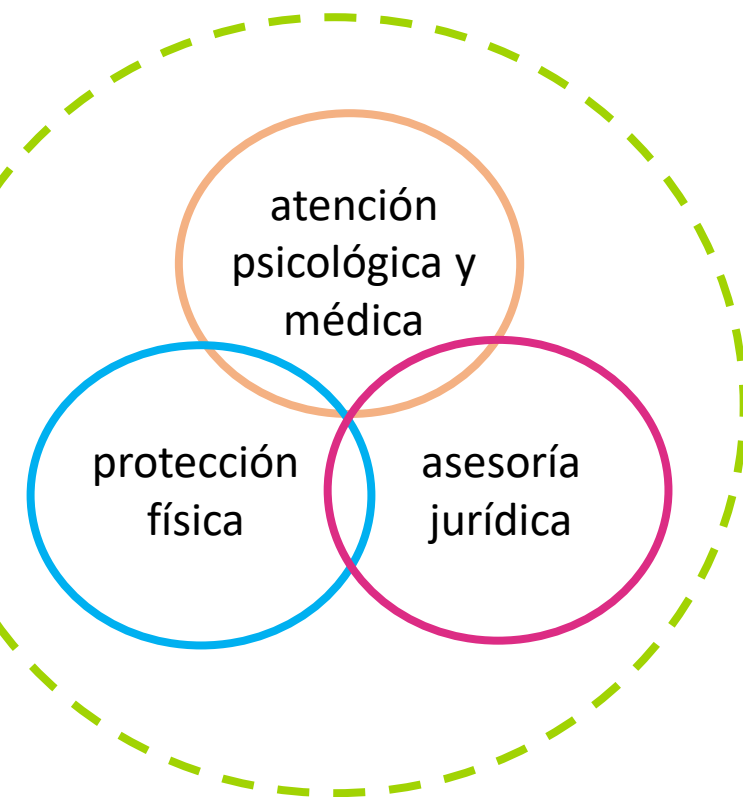 atención
psicológica y
médica
protección
física
asesoría
jurídica